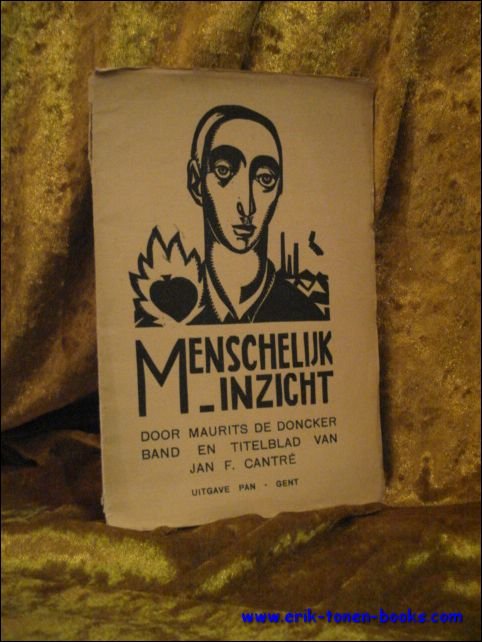 MENSCHELIJK
_INZICHT
DOOR MAURITS DE DONCKER
BAND EN TITELBLAD VAN
JAN F. CANTRÉ
UITGAVE PAN - GENT
www.erik-tonen-books.com